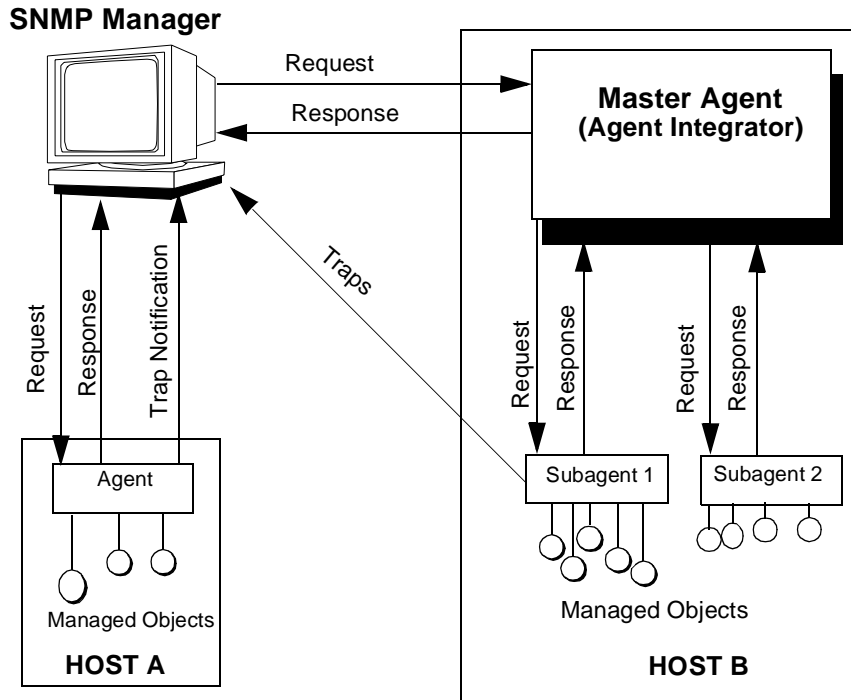 SNMP Manager
Request
Response
Master Agent
(Agent Integrator)
Traps
Request
Response
Trap Notification
Request
Response
Request
Response
Agent
Subagent 1
Subagent 2
Managed Objects
Managed Objects
HOST A
HOST B